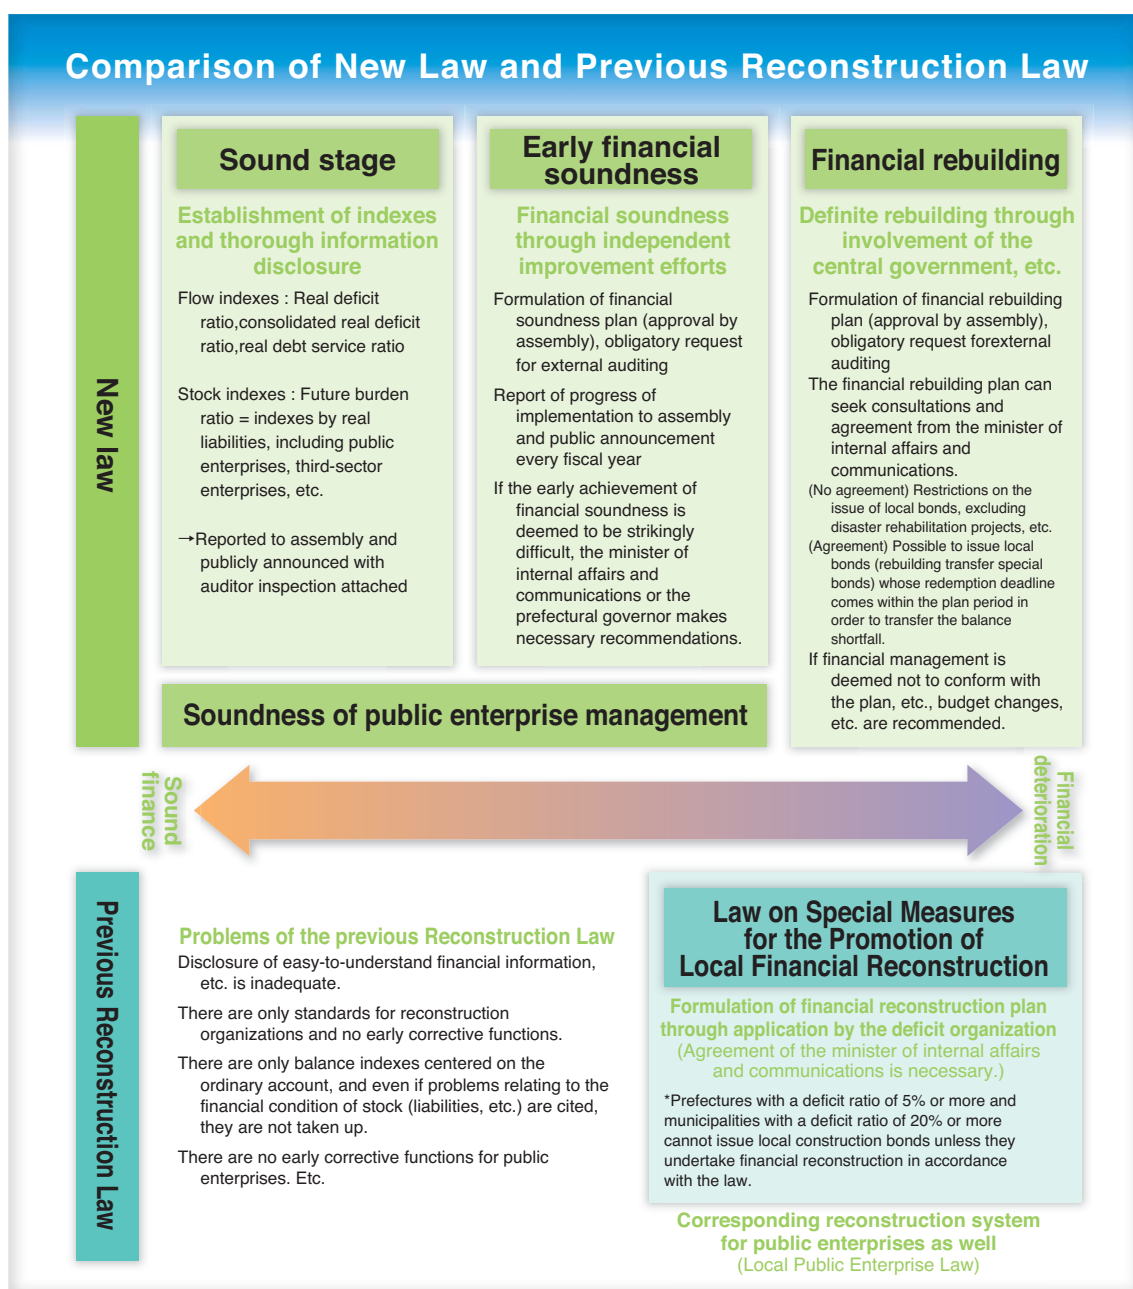 Comparison of New Law and Previous Reconstruction Law
New law
Sound stage
Establishment of indexes
and thorough information
disclosure
Flow indexes : Real deficit
ratio,consolidated real deficit
ratio,real debt service ratio
Stock indexes : Future burden
ratio = indexes by real
liabilities, including public
enterprises, third-sector
enterprises, etc.
→Reported to assembly and
publicly announced with
auditor inspection attached
Early financial
soundness
Financial soundness
through independent
improvement efforts
Formulation of financial
soundness plan (approval by
assembly), obligatory request
for external auditing
Report of progress of
implementation to assembly
and public announcement
every fiscal year
If the early achievement of
financial soundness is
deemed to be strikingly
difficult, the minister of
internal affairs and
communications or the
prefectural governor makes
necessary recommendations.
Soundness of public enterprise management
Financial rebuilding
Definite rebuilding through
involvement of the
central government, etc.
Formulation of financial rebuilding
plan (approval by assembly),
obligatory request forexternal
auditing
The financial rebuilding plan can
seek consultations and
agreement from the minister of
internal affairs and
communications.
(No agreement) Restrictions on the
issue of local bonds, excluding
disaster rehabilitation projects, etc.
(Agreement) Possible to issue local
bonds (rebuilding transfer special
bonds) whose redemption deadline
comes within the plan period in
order to transfer the balance
shortfall.
If financial management is
deemed not to conform with
the plan, etc., budget changes,
etc. are recommended.
Sound
finance
Financial
deterioration
Previous Reconstruction Law
Problems of the previous Reconstruction Law
Disclosure of easy-to-understand financial information,
etc. is inadequate.
There are only standards for reconstruction
organizations and no early corrective functions.
There are only balance indexes centered on the
ordinary account, and even if problems relating to the
financial condition of stock (liabilities, etc.) are cited,
they are not taken up.
There are no early corrective functions for public
enterprises. Etc.
Law on Special Measures
for the Promotion of
Local Financial Reconstruction
Formulation of financial reconstruction plan
through application by the deficit organization
(Agreement of the minister of internal affairs
and communications is necessary.)
*Prefectures with a deficit ratio of 5% or more and
municipalities with a deficit ratio of 20% or more
cannot issue local construction bonds unless they
undertake financial reconstruction in accordance
with the law.
Corresponding reconstruction system
for public enterprises as well
(Local Public Enterprise Law)